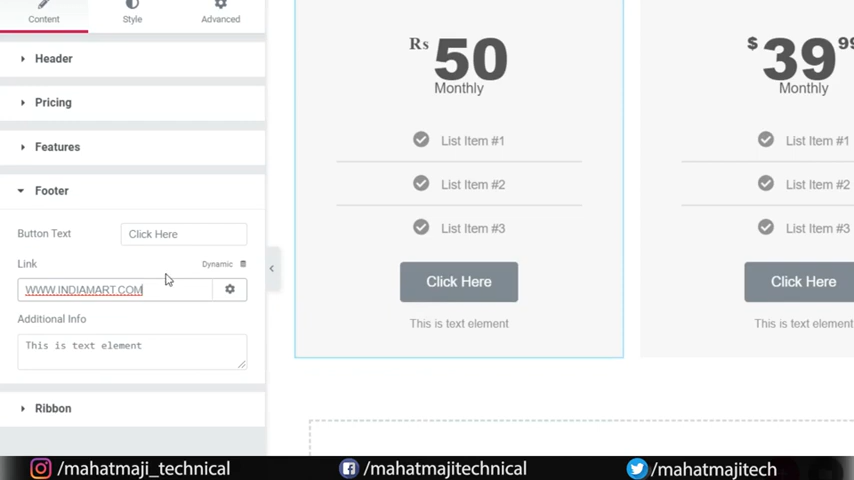 Content
Style
Advanced
Header
Pricing
Features
Footer
Button Text
Click Here
Link
Dynamic
WWW.INDIAMART.COM
Additional Info
This is text element
Ribbon
Rs 50
Monthly
List Item #1
List Item #2
List Item #3
Click Here
This is text element
$ 39 99
Monthly
List Item #1
List Item #2
List Item #3
Click Here
This is text element
/mahatmaji_technical
/mahatmajitechnical
/mahatmajitech